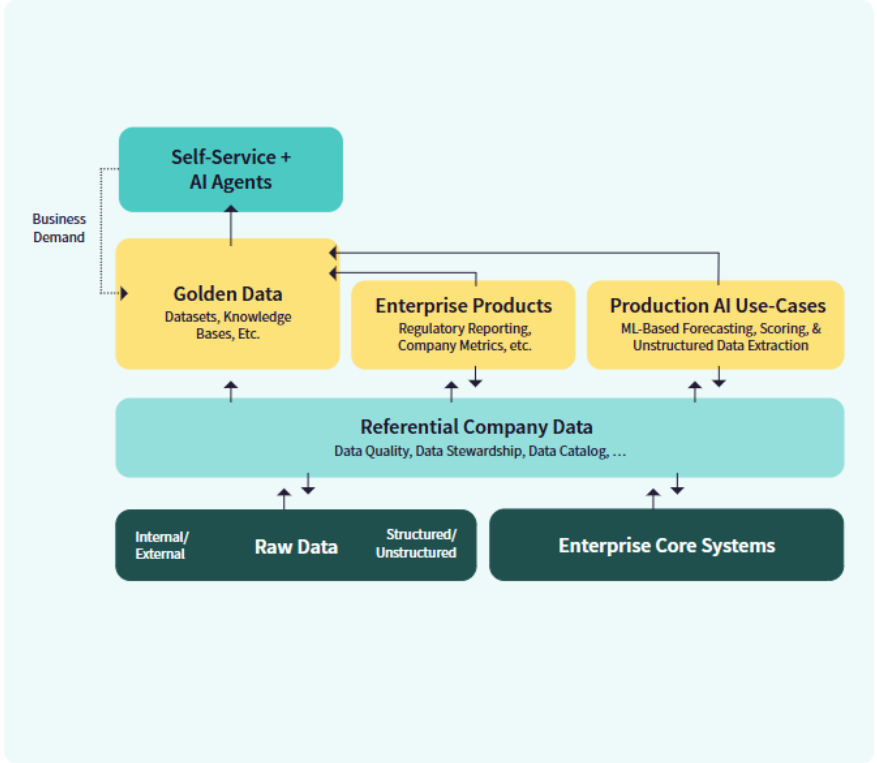 Self-Service +
AI Agents
Business
Demand
Golden Data
Datasets, Knowledge
Bases, Etc.
Enterprise Products
Regulatory Reporting,
Company Metrics, etc.
Production AI Use-Cases
ML-Based Forecasting, Scoring, &
Unstructured Data Extraction
Referential Company Data
Data Quality, Data Stewardship, Data Catalog, …
Internal/
External
Raw Data
Structured/
Unstructured
Enterprise Core Systems